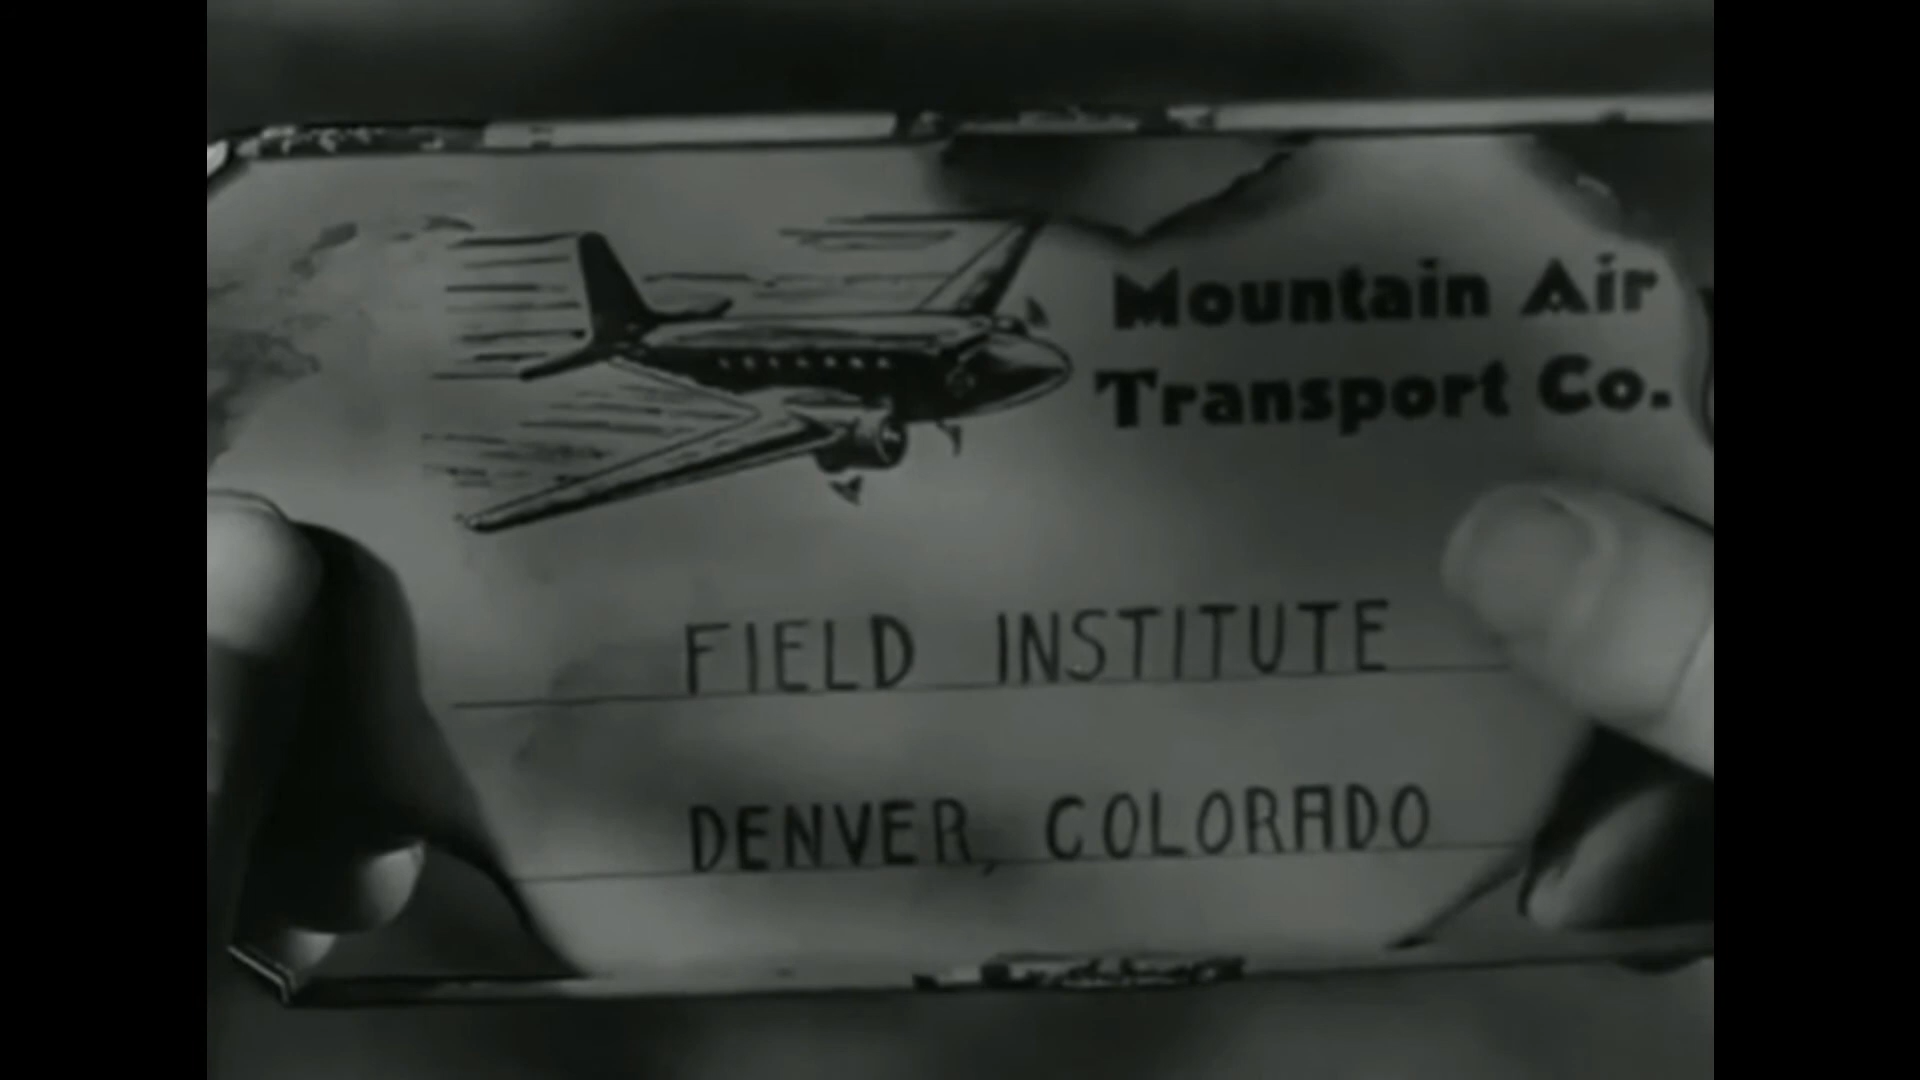 Mountain Air
Transport Co.
FIELD INSTITUTE
DENVER, COLORADO